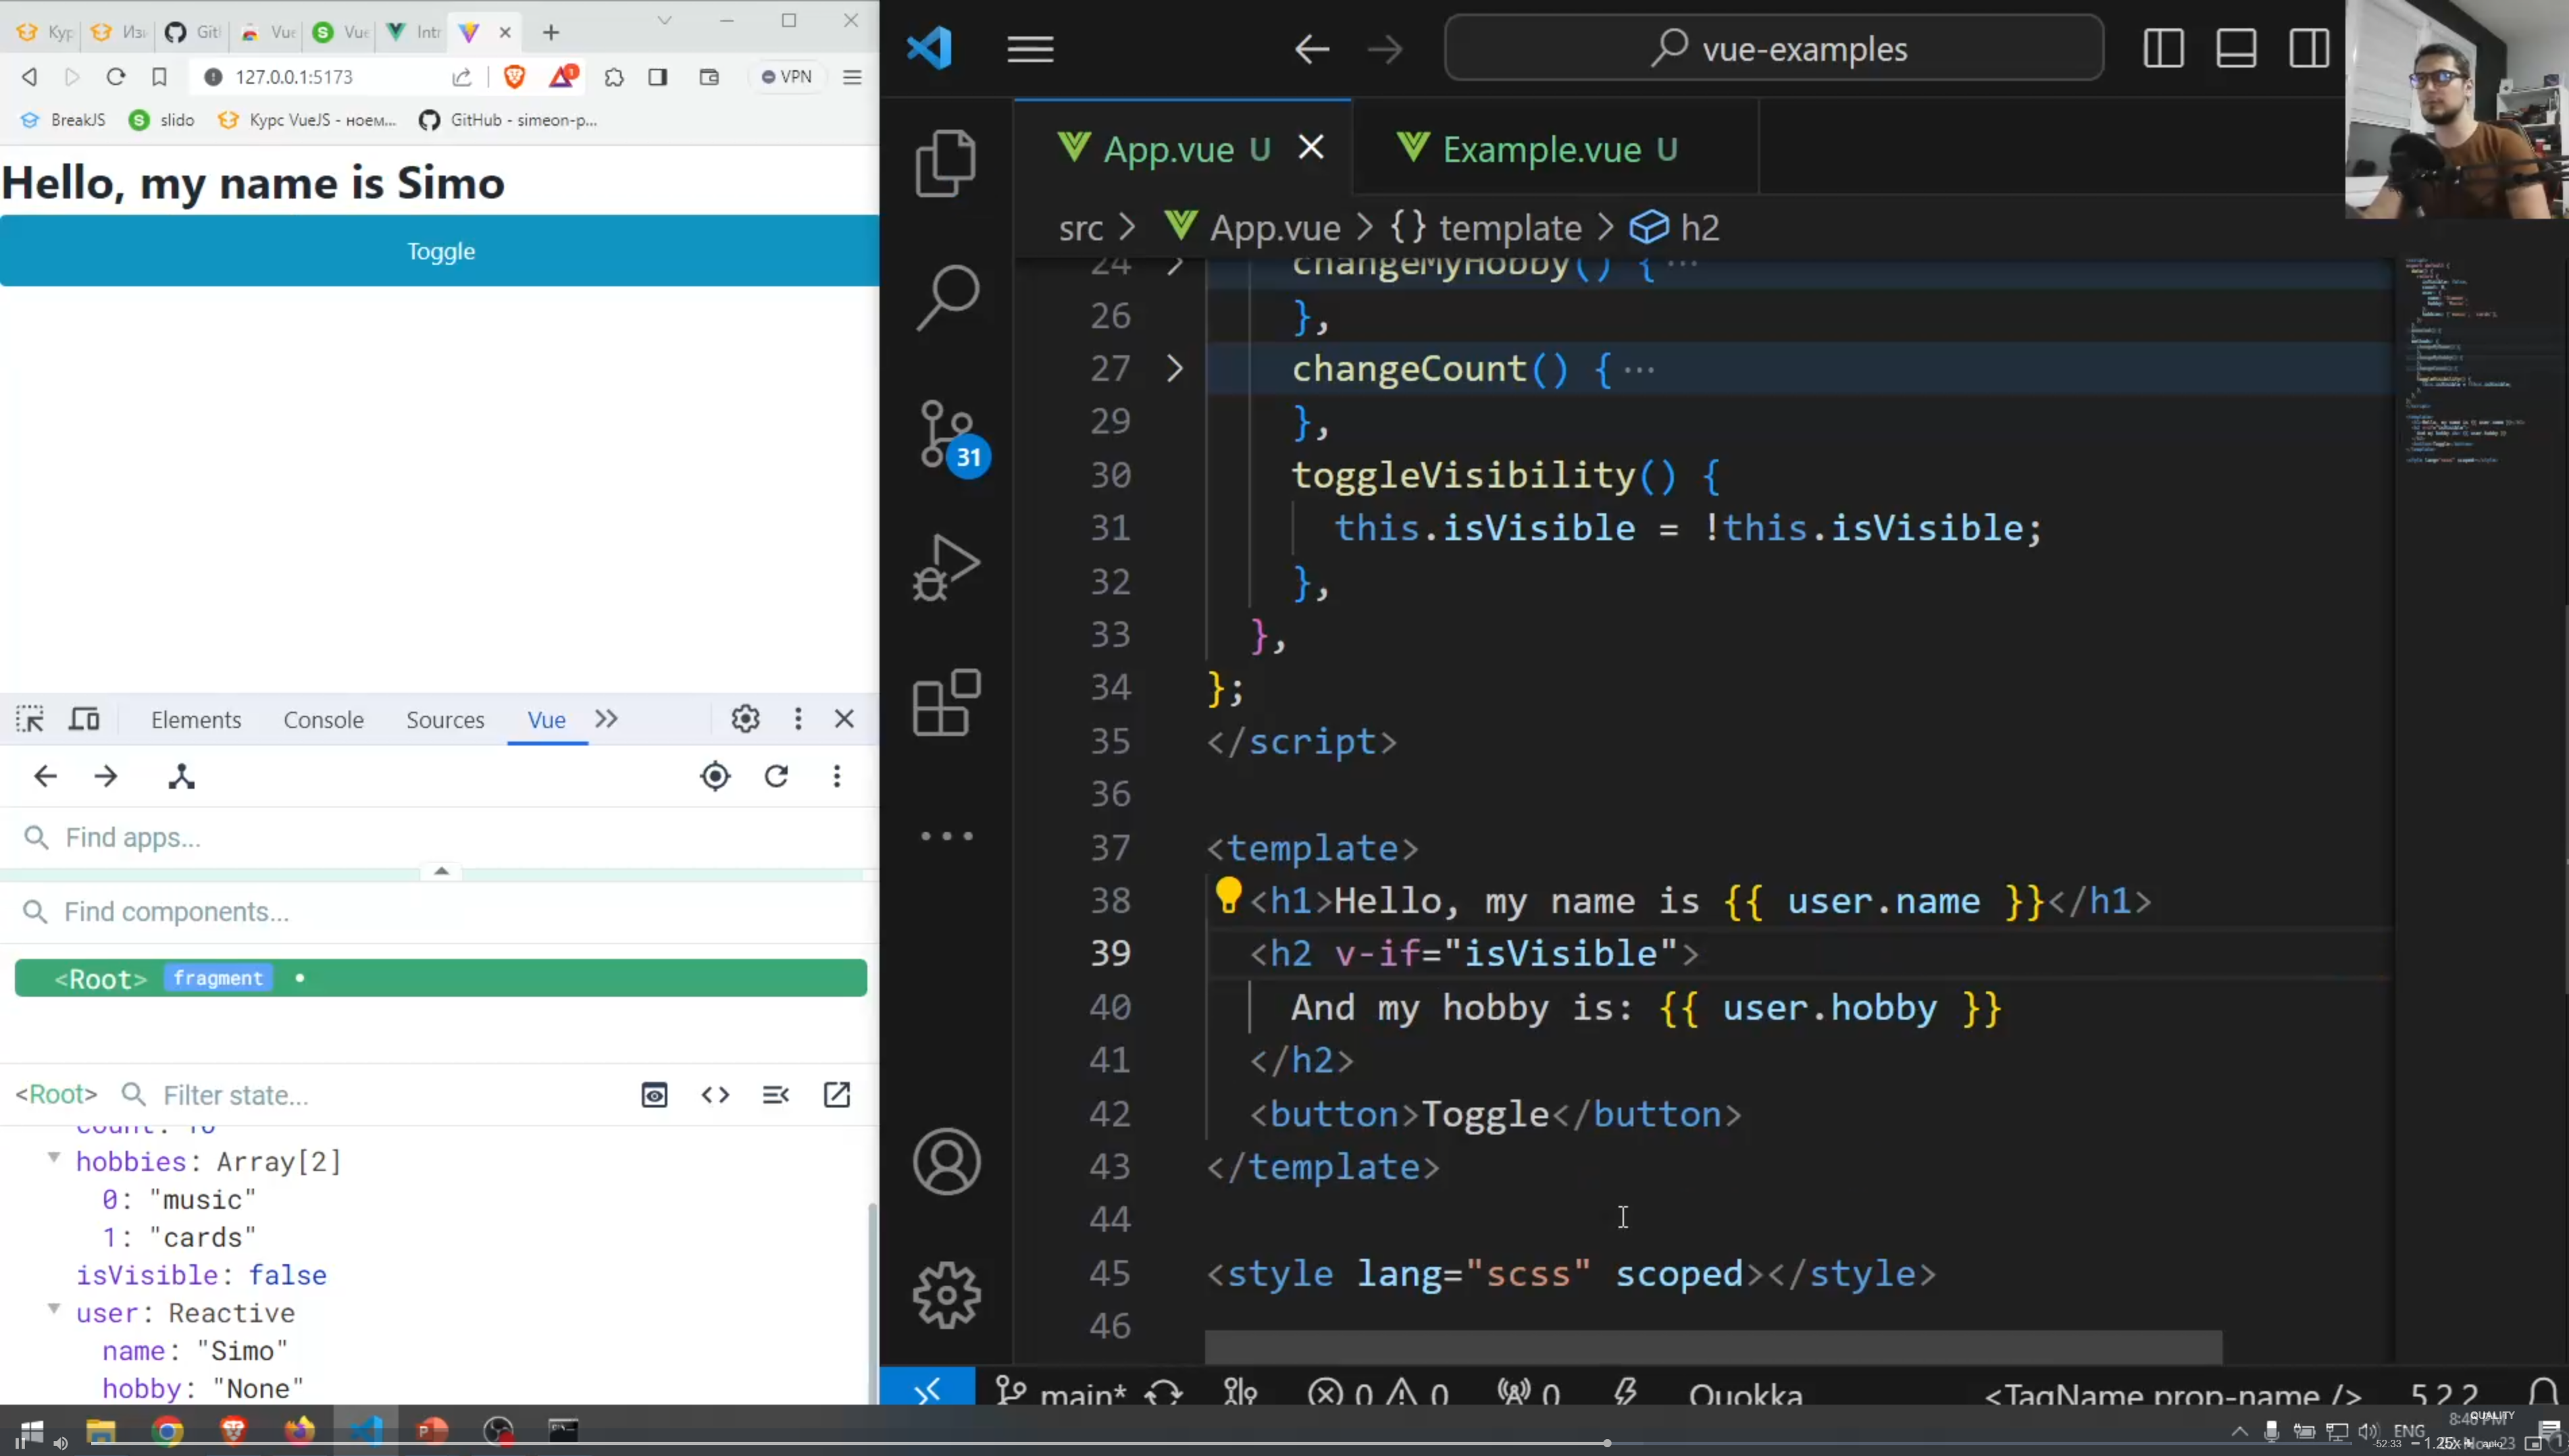 Кур
Изі
Git
Vue
Vue
Intr
127.0.0.1:5173
1
VPN
BreakJS
slido
Курс VueJS - ноем...
GitHub - simeon-p...
Hello, my name is Simo
Toggle
Elements
Console
Sources
Vue
Find apps...
Find components...
<Root> fragment
<Root>
Filter state...
hobbies: Array[2]
0: "music"
1: "cards"
isVisible: false
user: Reactive
name: "Simo"
hobby: "None"
vue-examples
App.vue U
Example.vue U
src > App.vue > {} template > h2
31
24 changeMyHobby() { ...
26 },
27 changeCount() { ...
29 },
30 toggleVisibility() {
31 this.isVisible = !this.isVisible;
32 },
33 },
34 };
35 </script>
36
37 <template>
38 <h1>Hello, my name is {{ user.name }}</h1>
39 <h2 v-if="isVisible">
40 And my hobby is: {{ user.hobby }}
41 </h2>
42 <button>Toggle</button>
43 </template>
44
45 <style lang="scss" scoped></style>
46
main*
0
0
0
Quokka
<TagName prop-name />
5.2.2
ENG
QUALITY
-52:33
1.25x